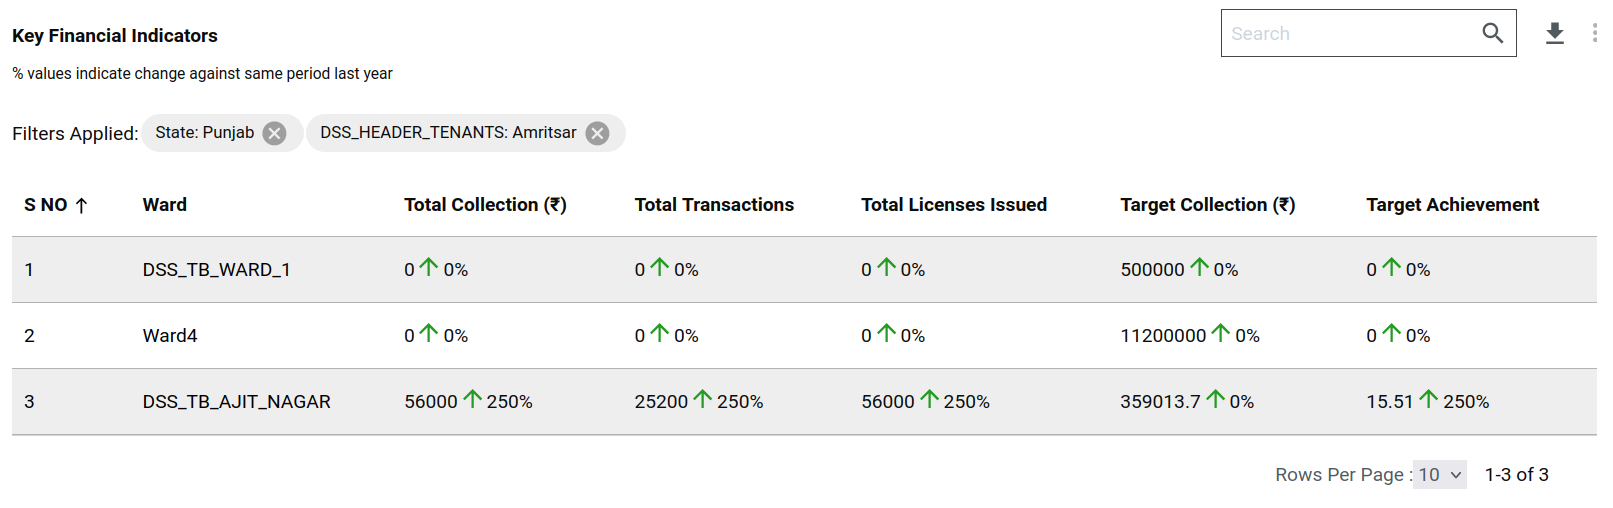 Key Financial Indicators
Search
% values indicate change against same period last year
Filters Applied: State: Punjab DSS_HEADER_TENANTS: Amritsar
S NO ↑ Ward Total Collection (₹) Total Transactions Total Licenses Issued Target Collection (₹) Target Achievement
1 DSS_TB_WARD_1 0 ↑ 0% 0 ↑ 0% 0 ↑ 0% 500000 ↑ 0% 0 ↑ 0%
2 Ward4 0 ↑ 0% 0 ↑ 0% 0 ↑ 0% 11200000 ↑ 0% 0 ↑ 0%
3 DSS_TB_AJIT_NAGAR 56000 ↑ 250% 25200 ↑ 250% 56000 ↑ 250% 359013.7 ↑ 0% 15.51 ↑ 250%
Rows Per Page : 10 1-3 of 3